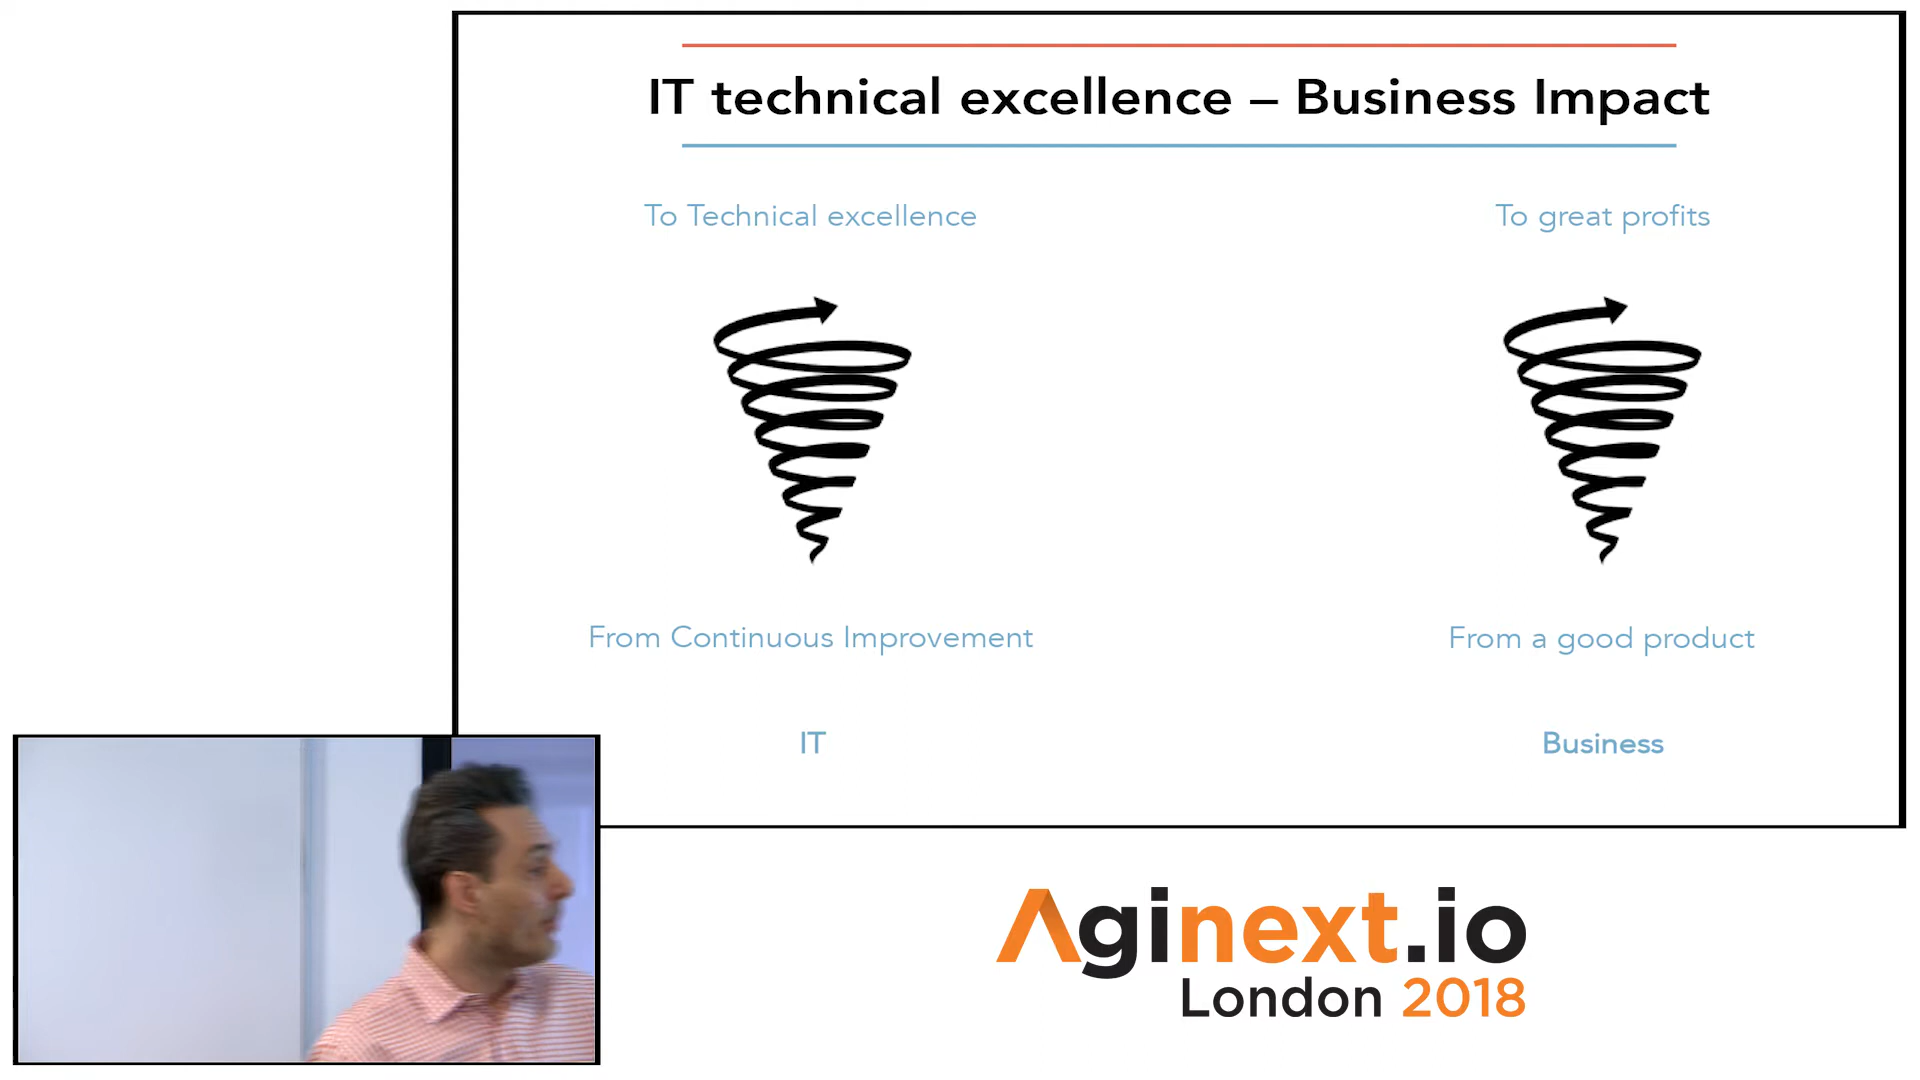 IT technical excellence – Business Impact
To Technical excellence
To great profits
From Continuous Improvement
From a good product
IT
Business
Aginext.io
London 2018